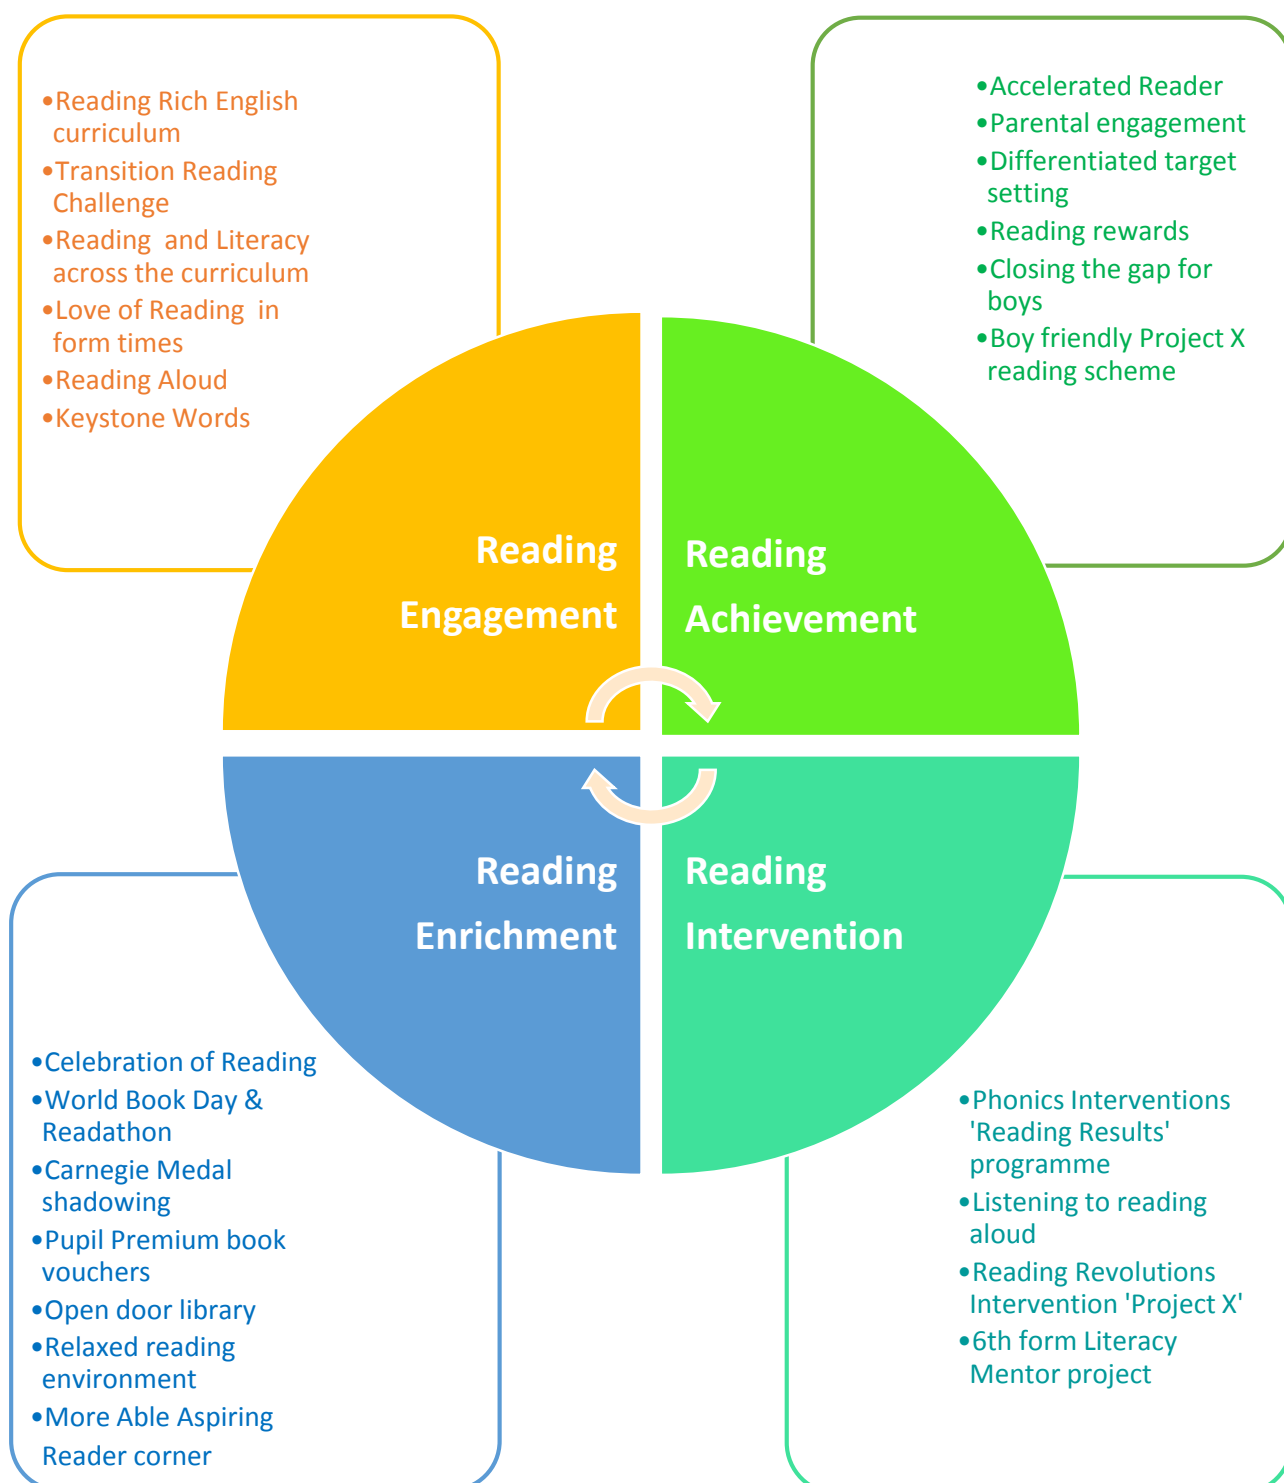 •Reading Rich English
curriculum
•Transition Reading
Challenge
•Reading  and Literacy
across the curriculum
•Love of Reading  in
form times
•Reading Aloud
•Keystone Words
•Accelerated Reader
•Parental engagement
•Differentiated target
setting
•Reading rewards
•Closing the gap for
boys
•Boy friendly Project X
reading scheme
Reading
Engagement
Reading
Achievement
Reading
Enrichment
Reading
Intervention
•Celebration of Reading
•World Book Day &
Readathon
•Carnegie Medal
shadowing
•Pupil Premium book
vouchers
•Open door library
•Relaxed reading
environment
•More Able Aspiring
Reader corner
•Phonics Interventions
'Reading Results'
programme
•Listening to reading
aloud
•Reading Revolutions
Intervention 'Project X'
•6th form Literacy
Mentor project